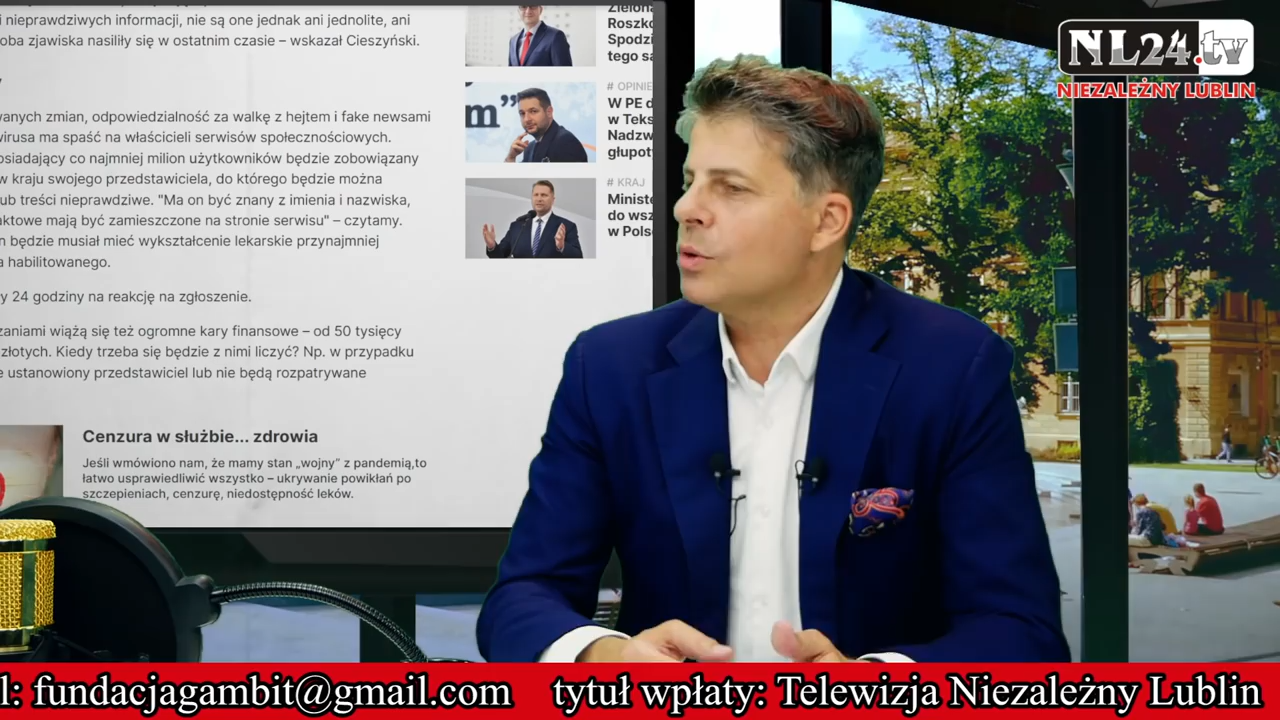 i nieprawdziwych informacji, nie są one jednak ani jednolite, ani
oba zjawiska nasiliły się w ostatnim czasie – wskazał Cieszyński.
wanych zmian, odpowiedzialność za walkę z hejtem i fake newsami
wirusa ma spaść na właścicieli serwisów społecznościowych.
osiadający co najmniej milion użytkowników będzie zobowiązany
w kraju swojego przedstawiciela, do którego będzie można
ub treści nieprawdziwe. "Ma on być znany z imienia i nazwiska,
aktowe mają być zamieszczone na stronie serwisu" – czytamy.
n będzie musiał mieć wykształcenie lekarskie przynajmniej
a habilitowanego.
y 24 godziny na reakcję na zgłoszenie.
zaniami wiążą się też ogromne kary finansowe – od 50 tysięcy
złotych. Kiedy trzeba się będzie z nimi liczyć? Np. w przypadku
e ustanowiony przedstawiciel lub nie będą rozpatrywane
Cenzura w służbie... zdrowia
Jeśli wmówiono nam, że mamy stan „wojny” z pandemią,to
łatwo usprawiedliwić wszystko – ukrywanie powikłań po
szczepieniach, cenzurę, niedostępność leków.
Zielona
Roszko
Spodzi
tego sa
# OPINIE
W PE d
w Teks
Nadzw
głupot
# KRAJ
Ministe
do wsz
w Pols
m”
NL24.tv
NIEZALEŻNY LUBLIN
l: fundacjagambit@gmail.com tytuł wpłaty: Telewizja Niezależny Lublin